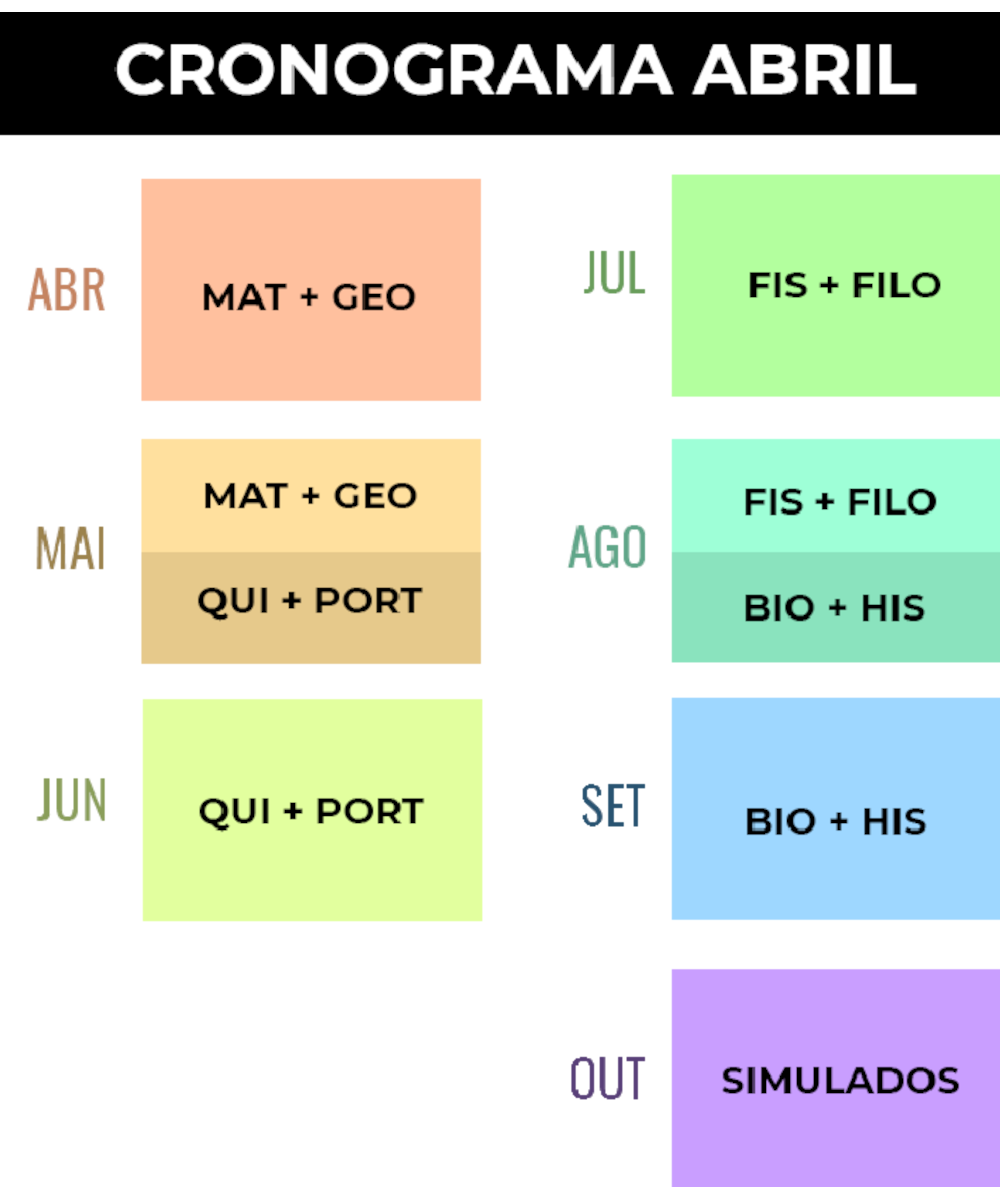 CRONOGRAMA ABRIL
ABR
MAT + GEO
MAI
MAT + GEO
QUI + PORT
JUN
QUI + PORT
JUL
FIS + FILO
AGO
FIS + FILO
BIO + HIS
SET
BIO + HIS
OUT
SIMULADOS